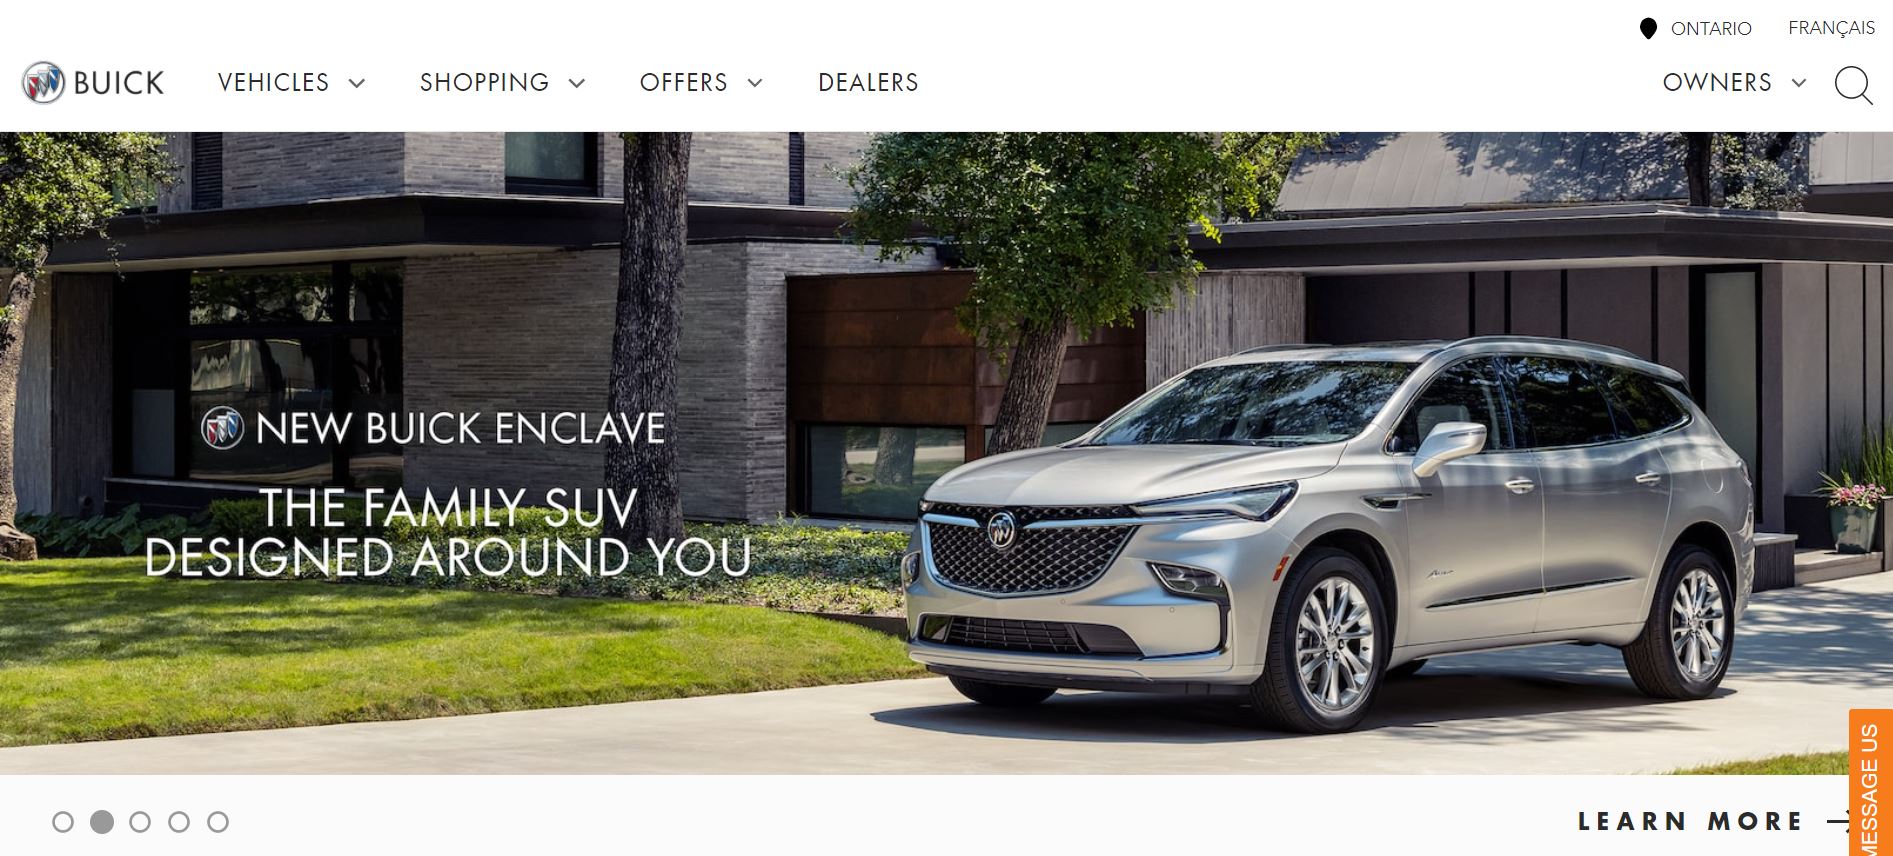 ONTARIO FRANÇAIS
BUICK VEHICLES SHOPPING OFFERS DEALERS OWNERS
NEW BUICK ENCLAVE
THE FAMILY SUV
DESIGNED AROUND YOU
LEARN MORE
MESSAGE US